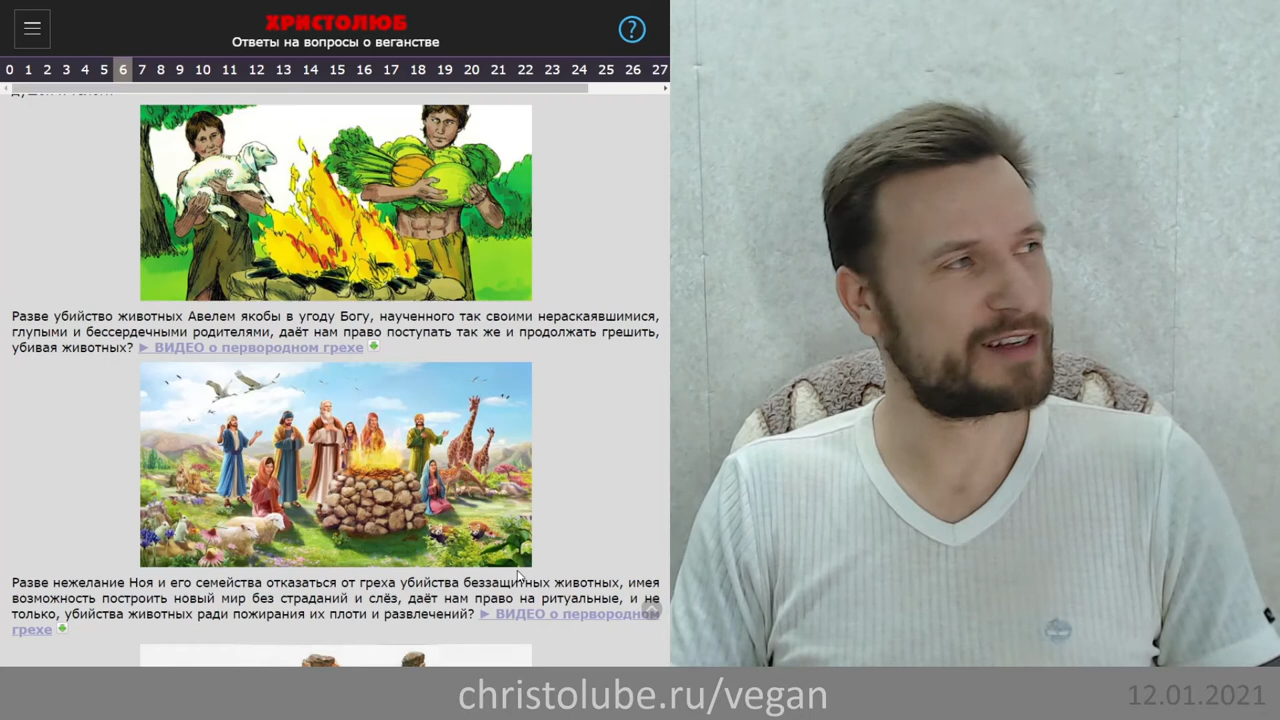 ХРИСТОЛЮБ
Ответы на вопросы о веганстве
0 1 2 3 4 5 6 7 8 9 10 11 12 13 14 15 16 17 18 19 20 21 22 23 24 25 26 27
Разве убийство животных Авелем якобы в угоду Богу, наученного так своими нераскаявшимися,
глупыми и бессердечными родителями, даёт нам право поступать так же и продолжать грешить,
убивая животных? ► ВИДЕО о первородном грехе
Разве нежелание Ноя и его семейства отказаться от греха убийства беззащитных животных, имея
возможность построить новый мир без страданий и слёз, даёт нам право на ритуальные, и не
только, убийства животных ради пожирания их плоти и развлечений? ► ВИДЕО о первородном
грехе
christolube.ru/vegan
12.01.2021